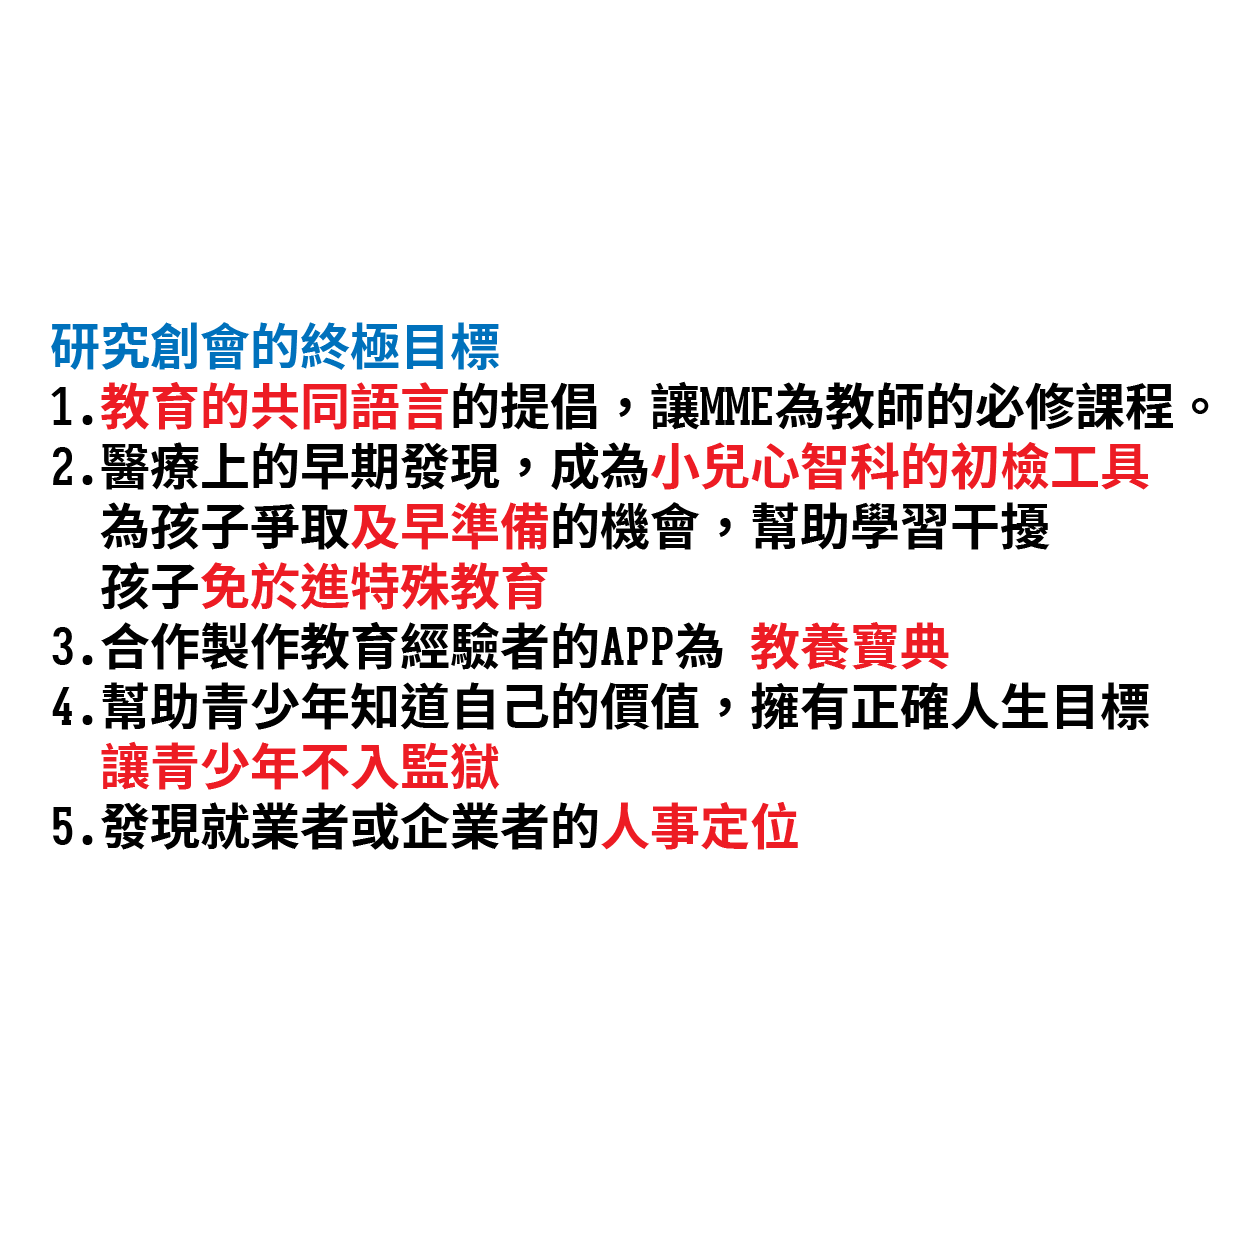 研究創會的終極目標
1.教育的共同語言的提倡，讓MME為教師的必修課程。
2.醫療上的早期發現，成為小兒心智科的初檢工具
為孩子爭取及早準備的機會，幫助學習干擾
孩子免於進特殊教育
3.合作製作教育經驗者的APP為 教養寶典
4.幫助青少年知道自己的價值，擁有正確人生目標
讓青少年不入監獄
5.發現就業者或企業者的人事定位